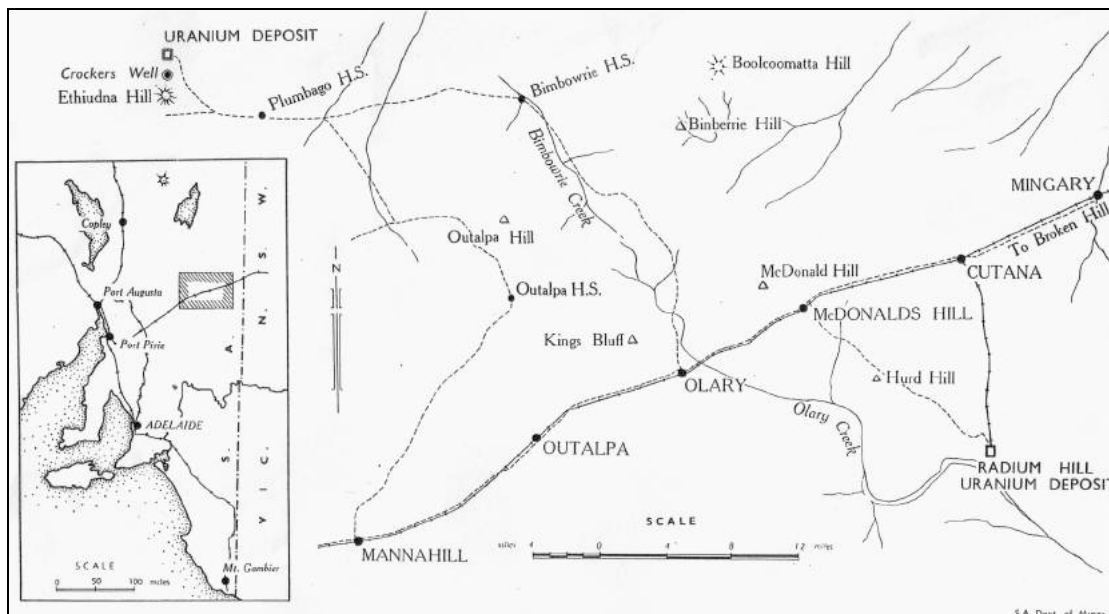 URANIUM DEPOSIT
Crockers Well
Ethiudna Hill
Plumbago H.S.
Bimbowrie H.S.
Boolcoomatta Hill
Binberrie Hill
Bimbowrie Creek
MINGARY
To Broken Hill
Outalpa Hill
McDonald Hill
CUTANA
Outalpa H.S.
McDONALDS HILL
Kings Bluff
OLARY
Hurd Hill
Olary Creek
OUTALPA
RADIUM HILL
URANIUM DEPOSIT
MANNAHILL
SCALE
miles 4 0 4 8 12 miles
N
Copley
Port Augusta
Port Pirie
ADELAIDE
N. S. W.
S. A.
VIC.
Mt. Gambier
SCALE
0 50 100 miles
S.A. Dept. of Mines